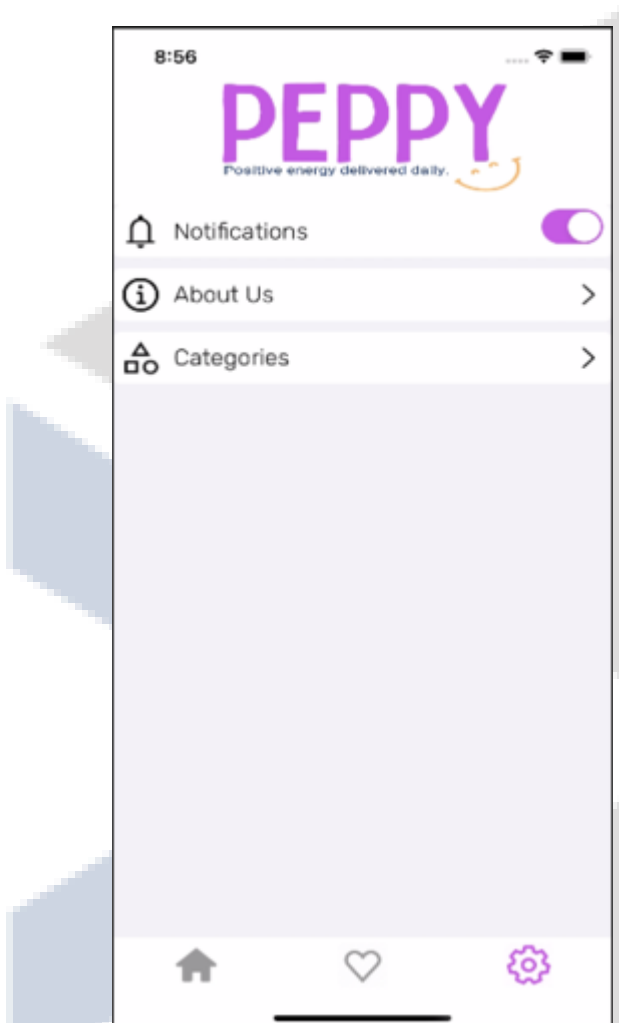 8:56
PEPPY
Positive energy delivered daily.
Notifications
About Us
Categories